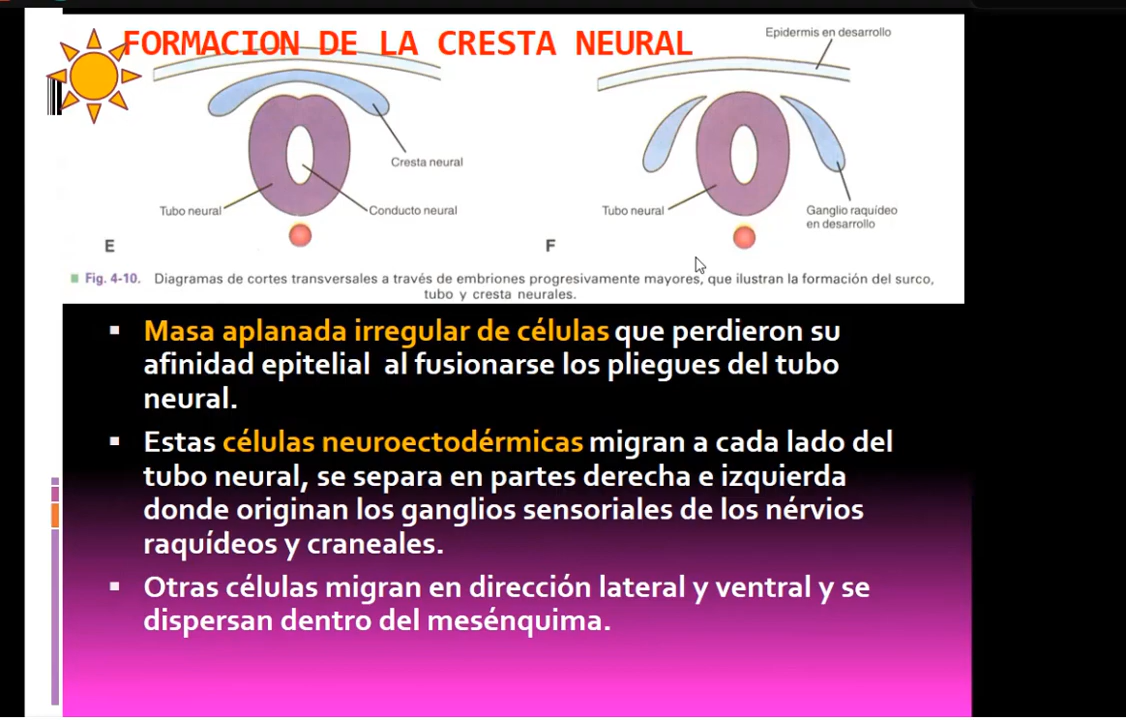 FORMACION DE LA CRESTA NEURAL
Epidermis en desarrollo
Cresta neural
Tubo neural
Conducto neural
E
Tubo neural
Ganglio raquídeo
en desarrollo
F
Fig. 4-10. Diagramas de cortes transversales a través de embriones progresivamente mayores, que ilustran la formación del surco,
tubo y cresta neurales.
▪ Masa aplanada irregular de células que perdieron su
afinidad epitelial al fusionarse los pliegues del tubo
neural.
▪ Estas células neuroectodérmicas migran a cada lado del
tubo neural, se separa en partes derecha e izquierda
donde originan los ganglios sensoriales de los nérvios
raquídeos y craneales.
▪ Otras células migran en dirección lateral y ventral y se
dispersan dentro del mesénquima.